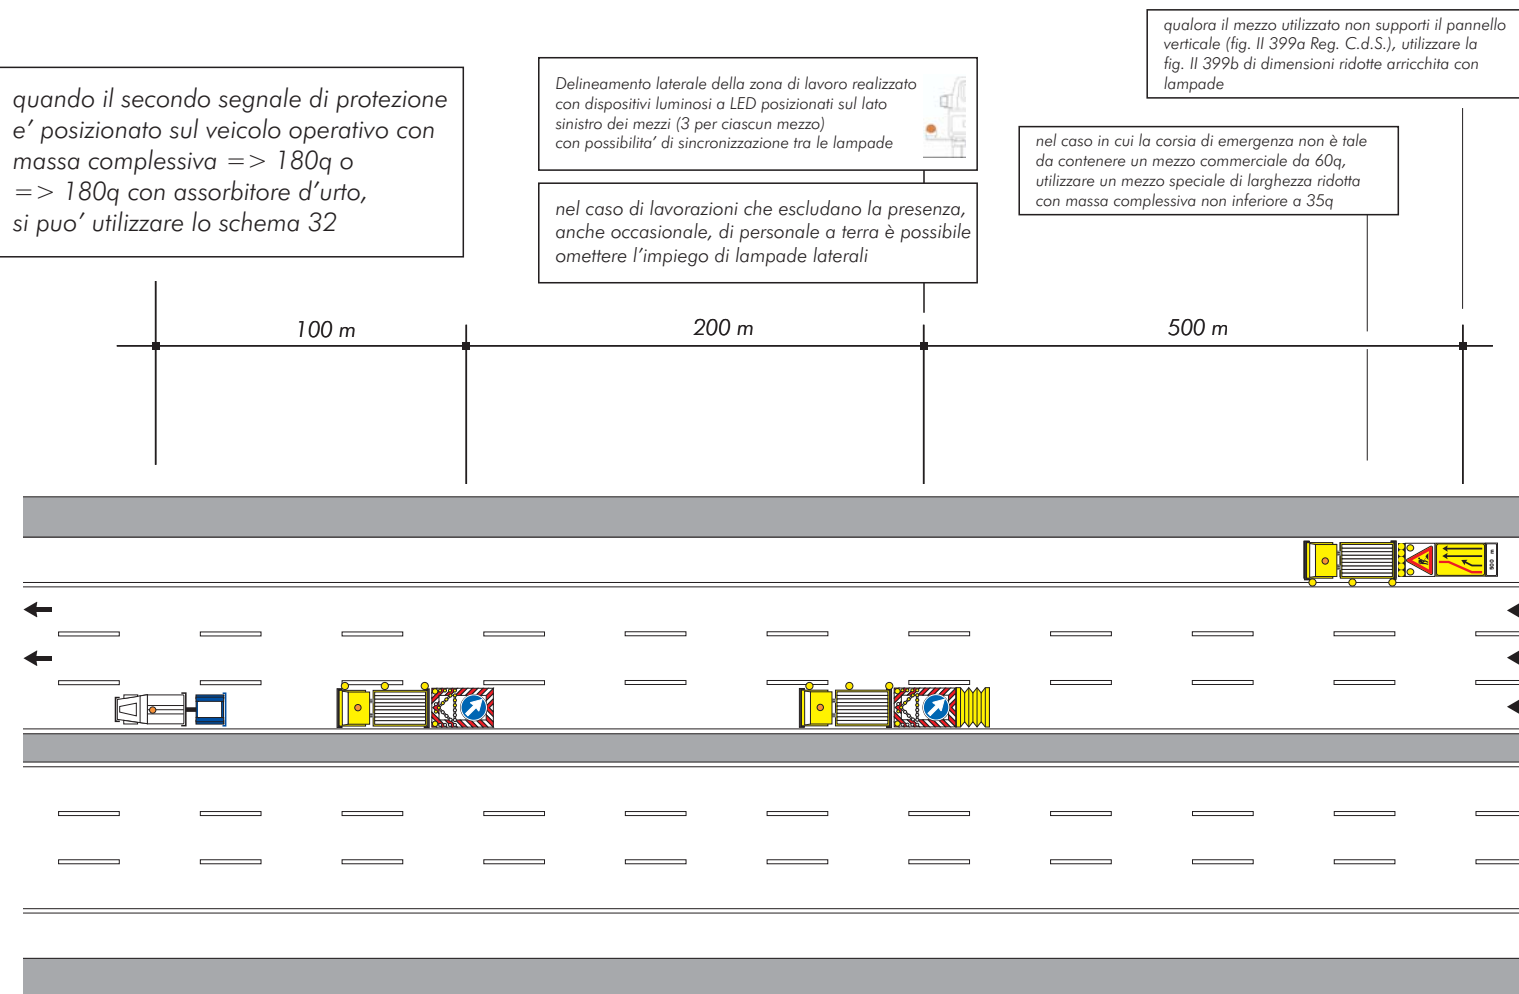 qualora il mezzo utilizzato non supporti il pannello
verticale (fig. II 399a Reg. C.d.S.), utilizzare la
fig. II 399b di dimensioni ridotte arricchita con
lampade
quando il secondo segnale di protezione
e' posizionato sul veicolo operativo con
massa complessiva => 180q o
=> 180q con assorbitore d'urto,
si puo' utilizzare lo schema 32
Delineamento laterale della zona di lavoro realizzato
con dispositivi luminosi a LED posizionati sul lato
sinistro dei mezzi (3 per ciascun mezzo)
con possibilita' di sincronizzazione tra le lampade
nel caso in cui la corsia di emergenza non è tale
da contenere un mezzo commerciale da 60q,
utilizzare un mezzo speciale di larghezza ridotta
con massa complessiva non inferiore a 35q
nel caso di lavorazioni che escludano la presenza,
anche occasionale, di personale a terra è possibile
omettere l'impiego di lampade laterali
100 m
200 m
500 m
500 m